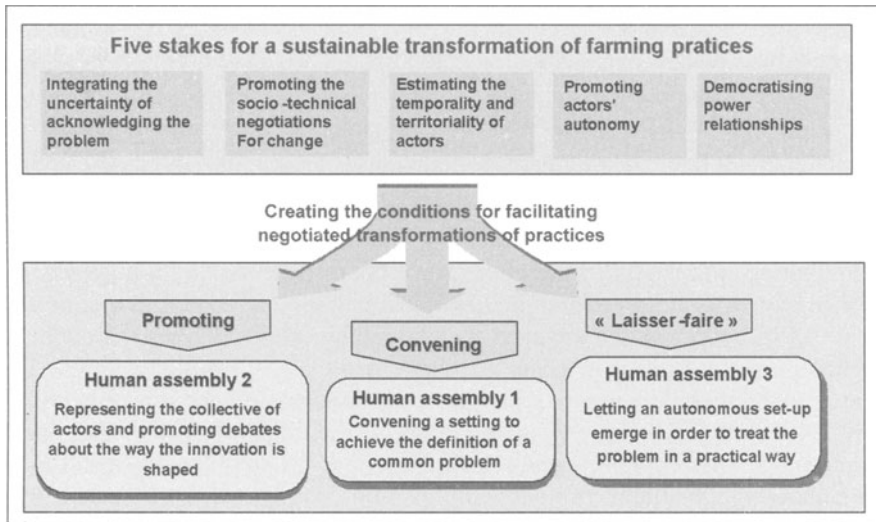 Five stakes for a sustainable transformation of farming pratices
Integrating the
uncertainty of
acknowledging the
problem
Promoting the
socio -technical
negotiations
For change
Estimating the
temporality and
territoriality of
actors
Promoting
actors'
autonomy
Democratising
power
relationships
Creating the conditions for facilitating
negotiated transformations of practices
Promoting
Human assembly 2
Representing the collective of
actors and promoting debates
about the way the innovation is
shaped
Convening
Human assembly 1
Convening a setting to
achieve the definition of a
common problem
« Laisser-faire »
Human assembly 3
Letting an autonomous set-up
emerge in order to treat the
problem in a practical way